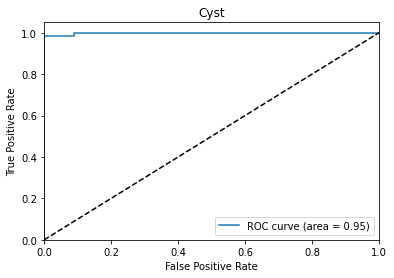 Cyst
True Positive Rate
1.0
0.8
0.6
0.4
0.2
0.0
0.0 0.2 0.4 0.6 0.8 1.0
ROC curve (area = 0.95)
False Positive Rate